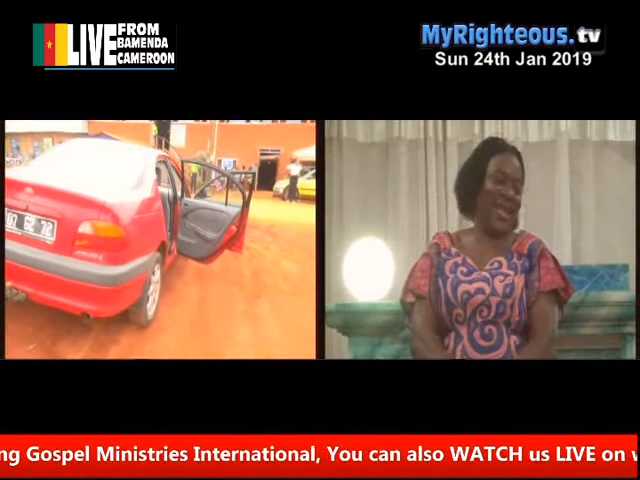 LIVE FROM
BAMENDA
CAMEROON
MyRighteous.tv
Sun 24th Jan 2019
ng Gospel Ministries International, You can also WATCH us LIVE on w